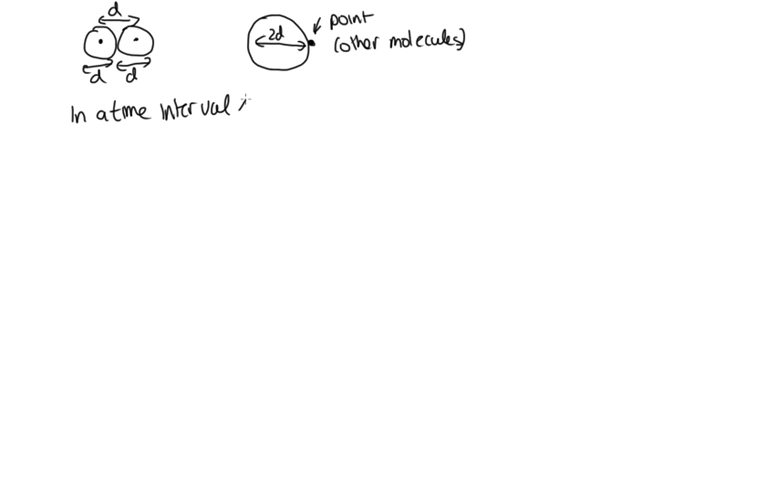 d
d d
2d
point
(other molecules)
In a time interval